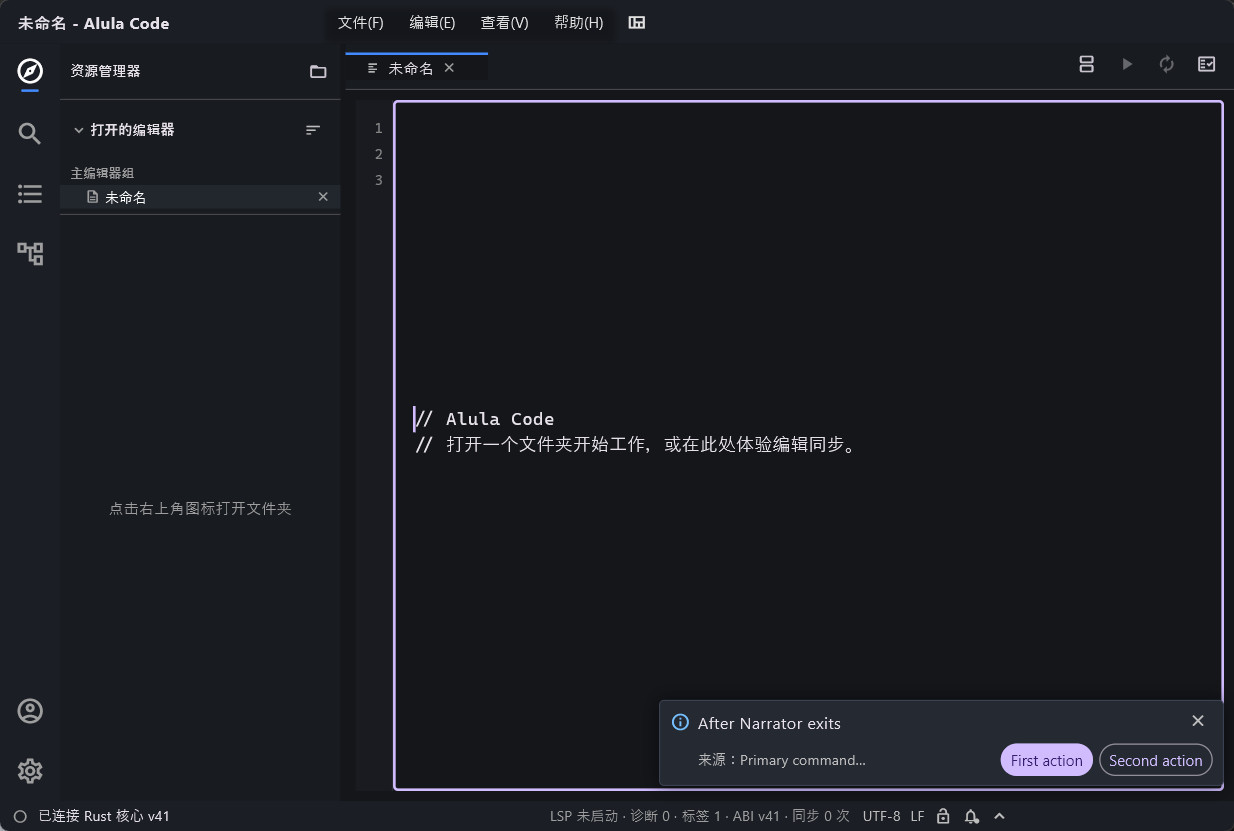 未命名 - Alula Code
文件(F) 编辑(E) 查看(V) 帮助(H)
资源管理器
未命名
打开的编辑器
主编辑器组
未命名
点击右上角图标打开文件夹
1
2
3
// Alula Code
// 打开一个文件夹开始工作，或在此处体验编辑同步。
After Narrator exits
来源：Primary command...
First action
Second action
已连接 Rust 核心 v41
LSP 未启动 · 诊断 0 · 标签 1 · ABI v41 · 同步 0 次
UTF-8
LF